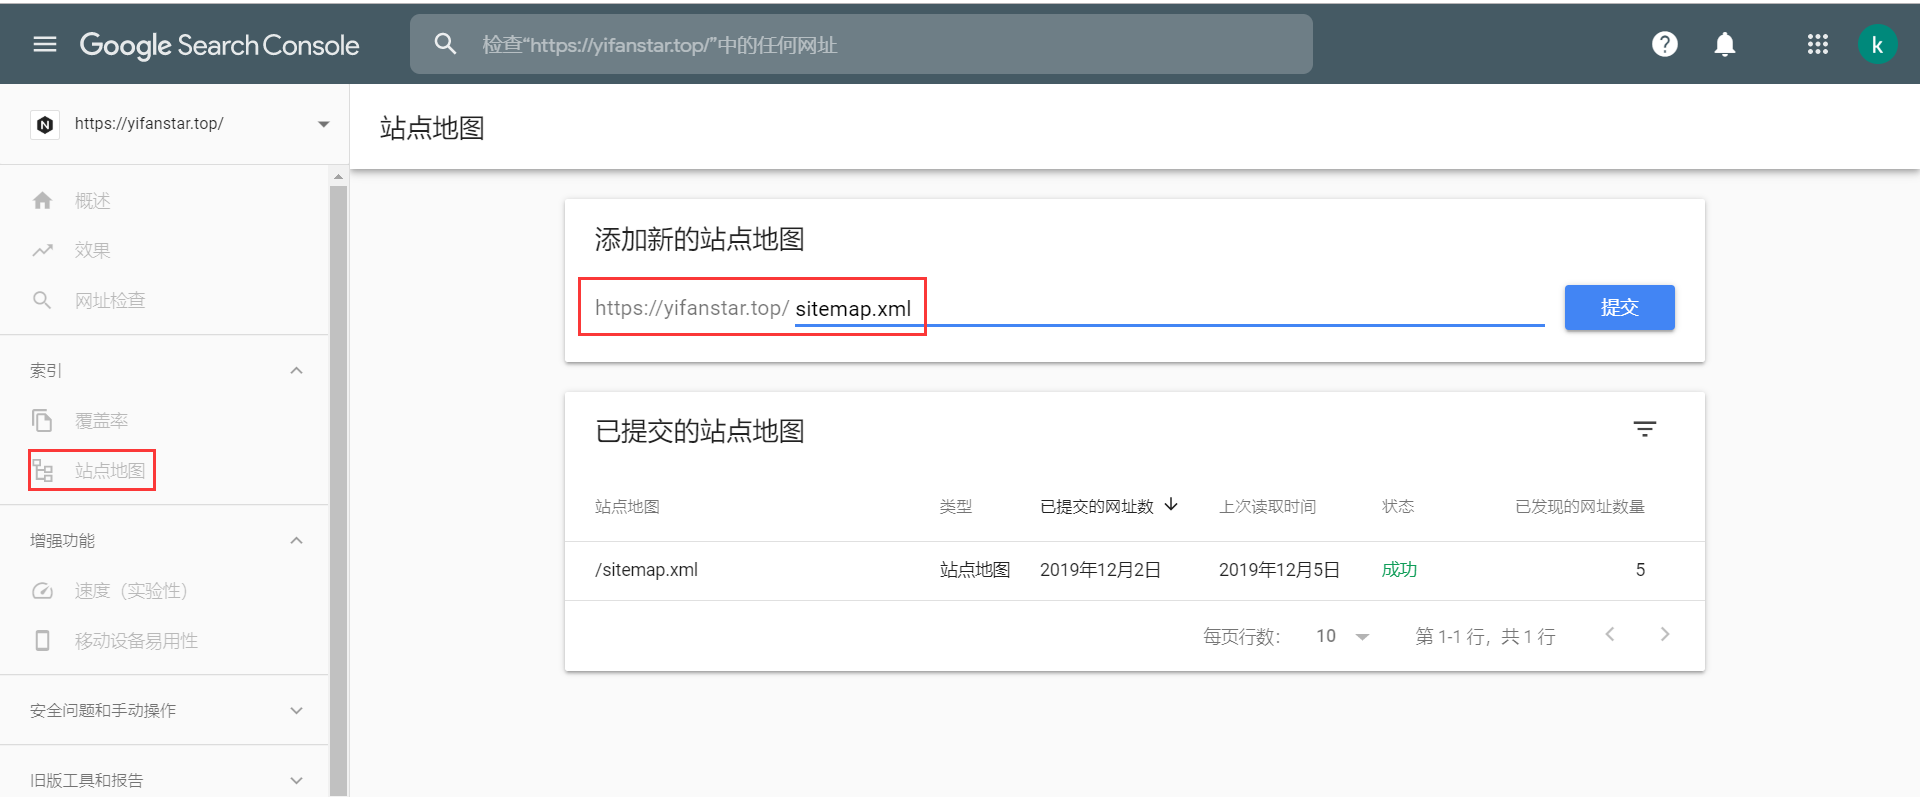 Google Search Console
检查“https://yifanstar.top/”中的任何网址
k
N
https://yifanstar.top/
站点地图
概述
效果
网址检查
索引
覆盖率
站点地图
增强功能
速度（实验性）
移动设备易用性
安全问题和手动操作
旧版工具和报告
添加新的站点地图
https://yifanstar.top/ sitemap.xml
提交
已提交的站点地图
站点地图 类型 已提交的网址数 上次读取时间 状态 已发现的网址数量
/sitemap.xml 站点地图 2019年12月2日 2019年12月5日 成功 5
每页行数： 10 第 1-1 行，共 1 行